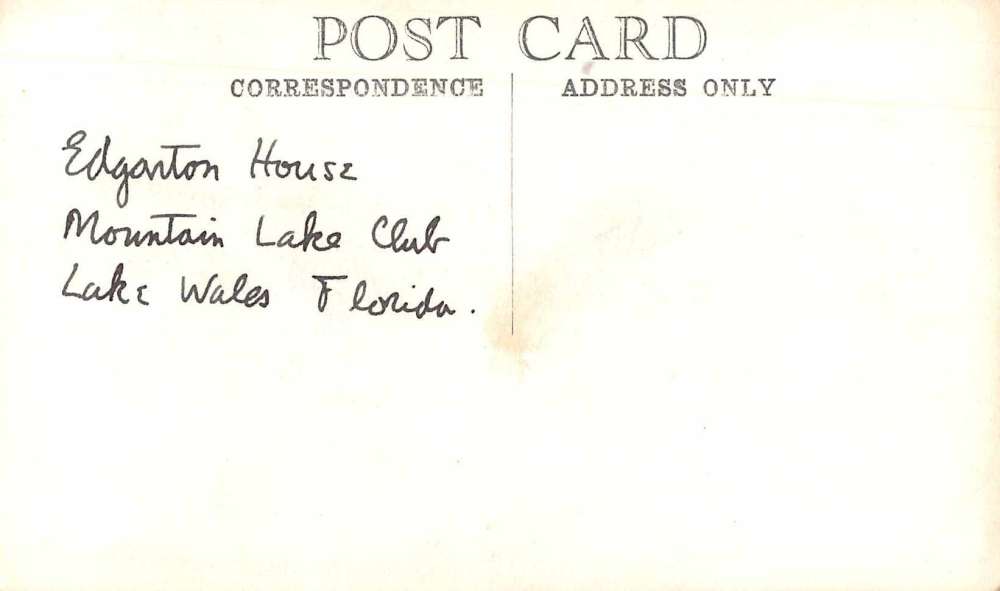 POST CARD
CORRESPONDENCE
ADDRESS ONLY
Edgarton House
Mountain Lake Club
Lake Wales Florida.